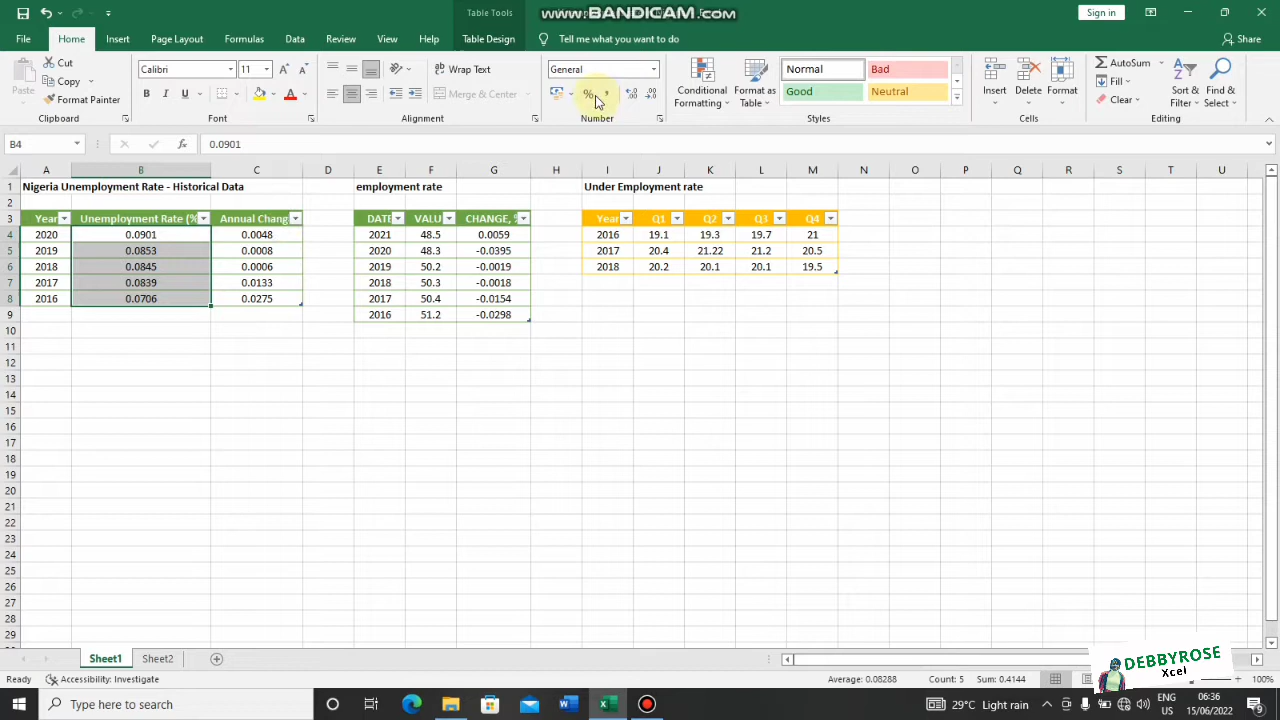 Table Tools
www.BANDICAM.com
Sign in
File Home Insert Page Layout Formulas Data Review View Help Table Design Tell me what you want to do Share
Paste
Cut
Copy
Format Painter
Clipboard
Calibri 11
B I U
Font
Wrap Text
Merge & Center
Alignment
General
%
Number
Conditional Formatting
Format as Table
Normal Bad
Good Neutral
Styles
Insert Delete Format
Cells
AutoSum
Fill
Clear
Sort & Filter
Find & Select
Editing
B4 fx 0.0901
A B C D E F G H I J K L M N O P Q R S T U
1 Nigeria Unemployment Rate - Historical Data employment rate Under Employment rate
2
3 Year Unemployment Rate (% Annual Chang DATE VALU CHANGE, Year Q1 Q2 Q3 Q4
4 2020 0.0901 0.0048 2021 48.5 0.0059 2016 19.1 19.3 19.7 21
5 2019 0.0853 0.0008 2020 48.3 -0.0395 2017 20.4 21.22 21.2 20.5
6 2018 0.0845 0.0006 2019 50.2 -0.0019 2018 20.2 20.1 20.1 19.5
7 2017 0.0839 0.0133 2018 50.3 -0.0018
8 2016 0.0706 0.0275 2017 50.4 -0.0154
9 2016 51.2 -0.0298
10
11
12
13
14
15
16
17
18
19
20
21
22
23
24
25
26
27
28
29
Sheet1 Sheet2
DEBBYROSE
Xcel
Ready Accessibility: Investigate Average: 0.08288 Count: 5 Sum: 0.4144 100%
Type here to search
29°C Light rain
ENG
US
06:36
15/06/2022